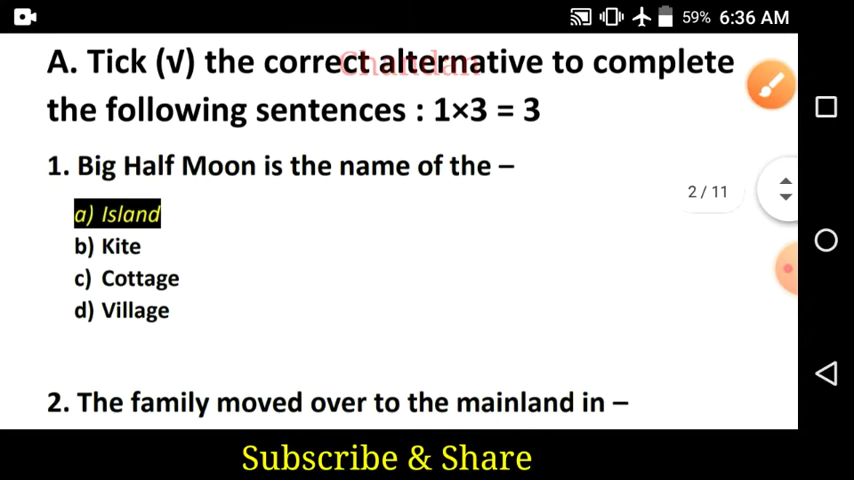 59% 6:36 AM
A. Tick (√) the correct alternative to complete
Chandan
the following sentences : 1×3 = 3
1. Big Half Moon is the name of the –
2 / 11
a) Island
b) Kite
c) Cottage
d) Village
2. The family moved over to the mainland in –
Subscribe & Share